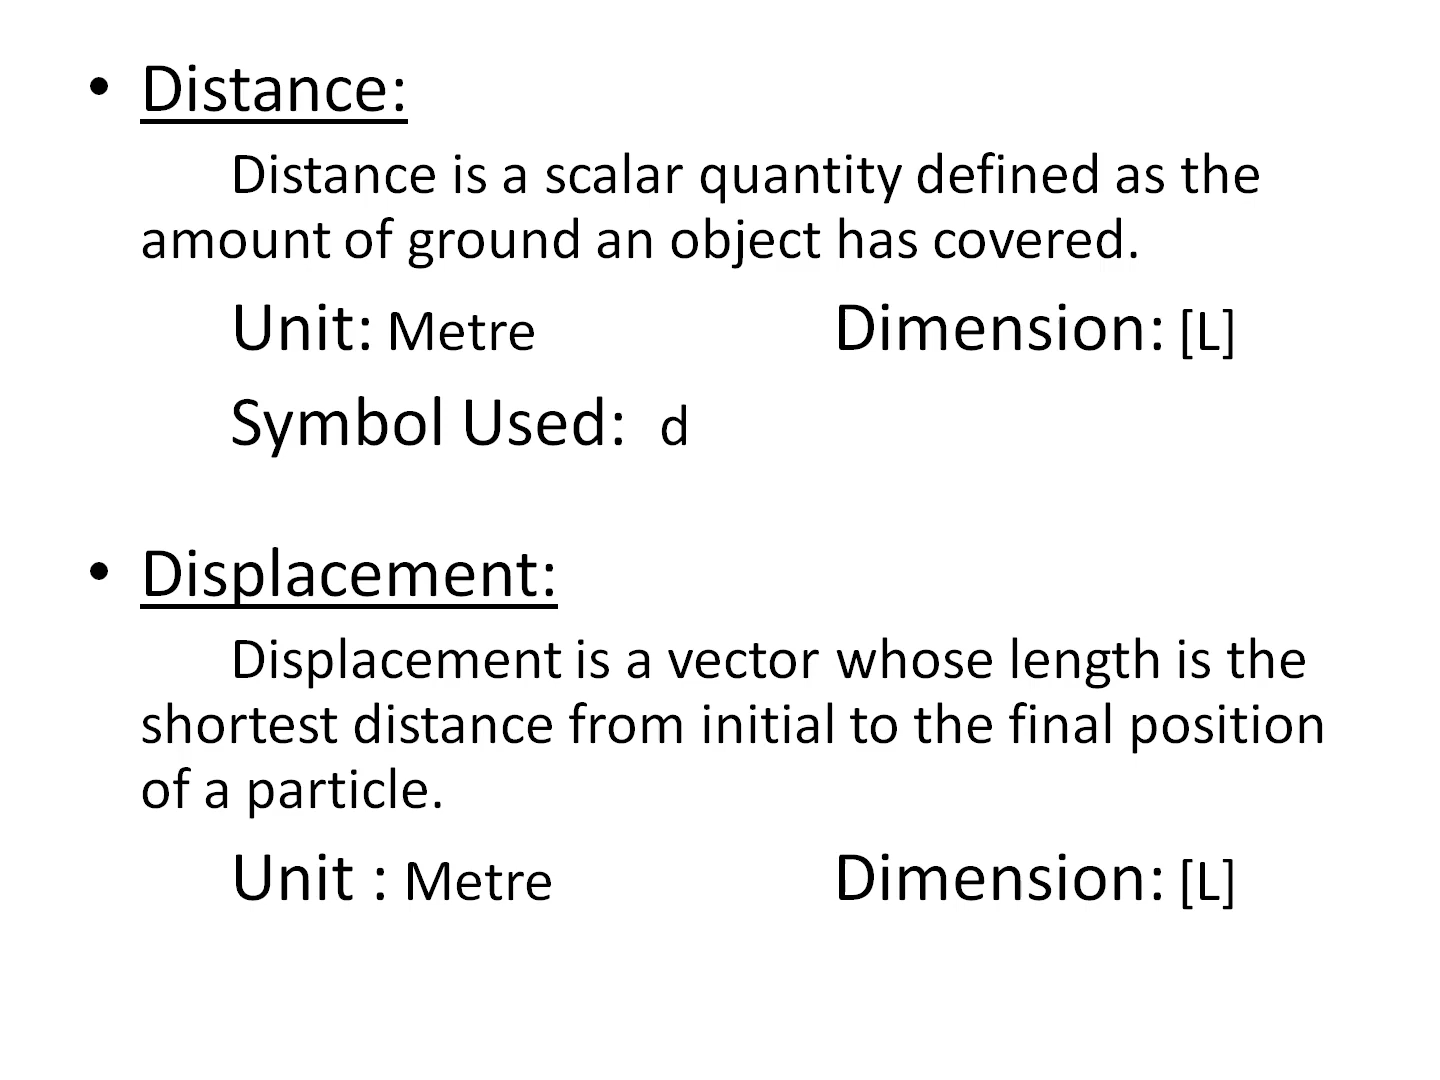 • Distance:
Distance is a scalar quantity defined as the
amount of ground an object has covered.
Unit: Metre Dimension: [L]
Symbol Used: d
• Displacement:
Displacement is a vector whose length is the
shortest distance from initial to the final position
of a particle.
Unit : Metre Dimension: [L]